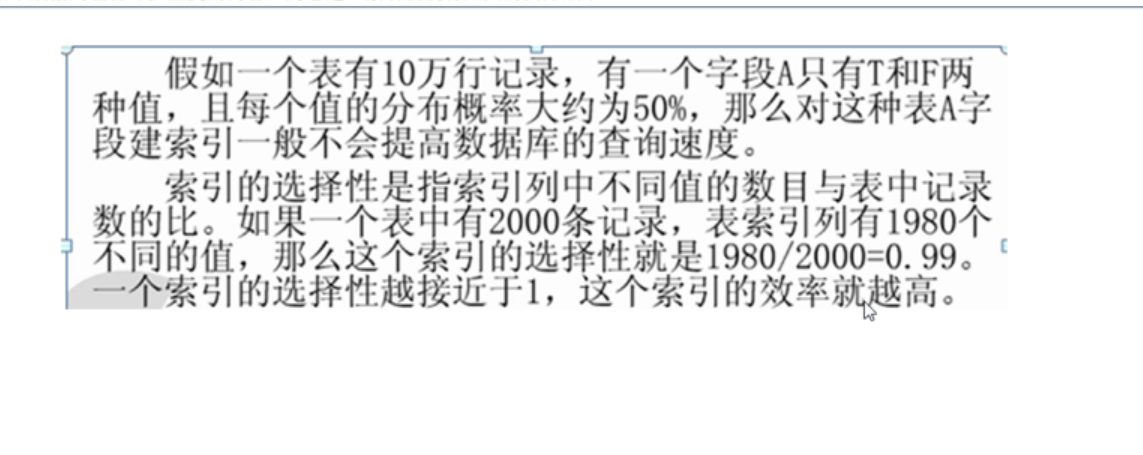 假如一个表有10万行记录，有一个字段A只有T和F两
种值，且每个值的分布概率大约为50%，那么对这种表A字
段建索引一般不会提高数据库的查询速度。
索引的选择性是指索引列中不同值的数目与表中记录
数的比。如果一个表中有2000条记录，表索引列有1980个
不同的值，那么这个索引的选择性就是1980/2000=0.99。
一个索引的选择性越接近于1，这个索引的效率就越高。